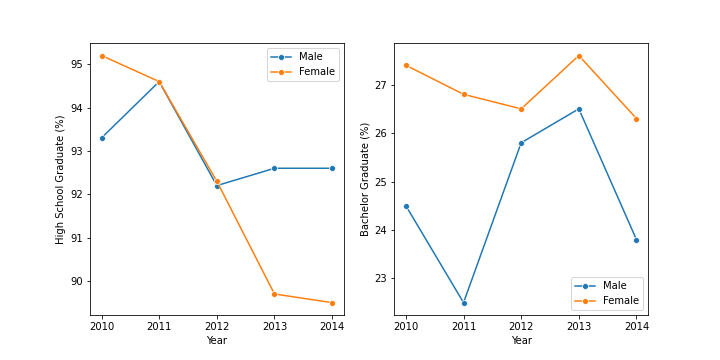 Male
Female
95
94
93
92
91
90
High School Graduate (%)
2010 2011 2012 2013 2014
Year
27
26
25
24
23
Bachelor Graduate (%)
Male
Female
2010 2011 2012 2013 2014
Year